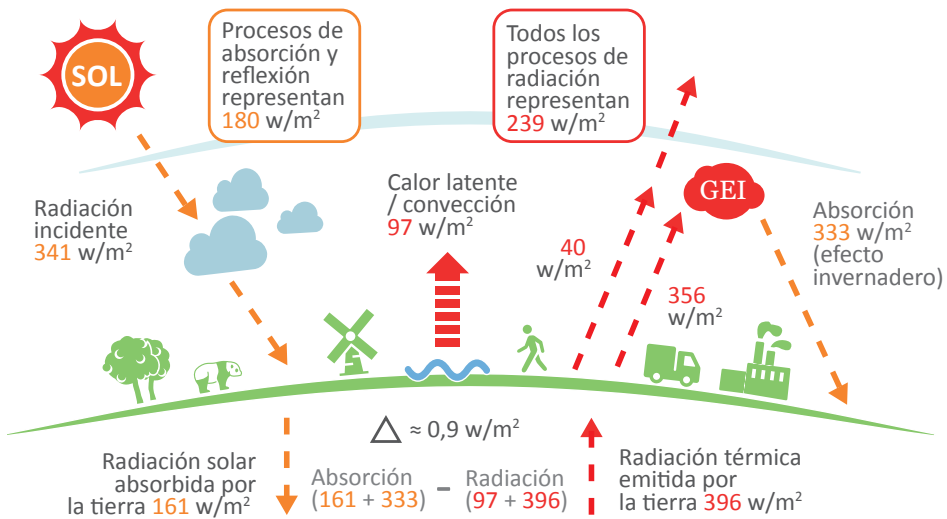 SOL
Procesos de
absorción y
reflexión
representan
180 w/m²
Todos los
procesos de
radiación
representan
239 w/m²
Radiación
incidente
341 w/m²
Calor latente
/ convección
97 w/m²
GEI
40
w/m²
356
w/m²
Absorción
333 w/m²
(efecto
invernadero)
△ ≈ 0,9 w/m²
Radiación solar
absorbida por
la tierra 161 w/m²
Absorción – Radiación
(161 + 333) (97 + 396)
Radiación térmica
emitida por
la tierra 396 w/m²